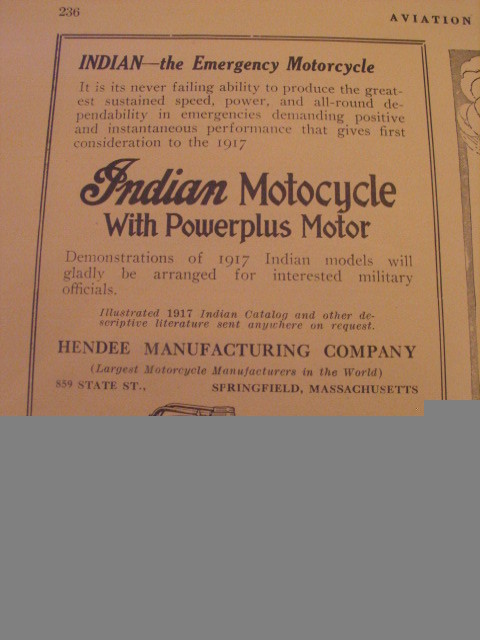 236
AVIATION
INDIAN—the Emergency Motorcycle
It is its never failing ability to produce the great-
est sustained speed, power, and all-round de-
pendability in emergencies demanding positive
and instantaneous performance that gives first
consideration to the 1917
Indian Motocycle
With Powerplus Motor
Demonstrations of 1917 Indian models will
gladly be arranged for interested military
officials.
Illustrated 1917 Indian Catalog and other de-
scriptive literature sent anywhere on request.
HENDEE MANUFACTURING COMPANY
(Largest Motorcycle Manufacturers in the World)
859 STATE ST., SPRINGFIELD, MASSACHUSETTS